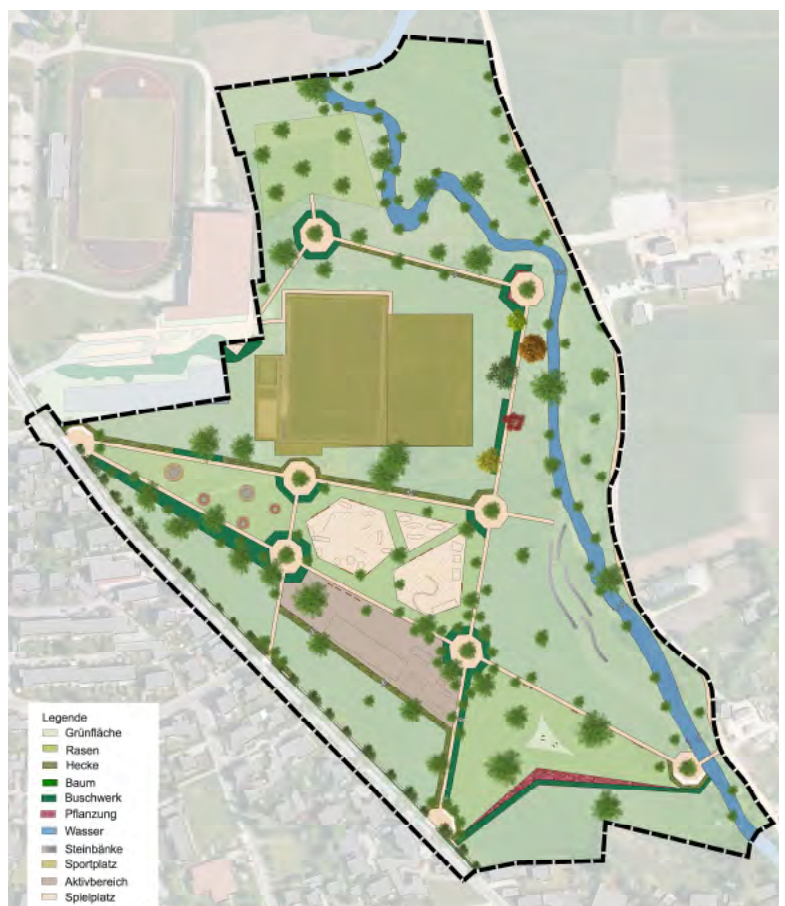 Legende
Grünfläche
Rasen
Hecke
Baum
Buschwerk
Pflanzung
Wasser
Steinbänke
Sportplatz
Aktivbereich
Spielplatz